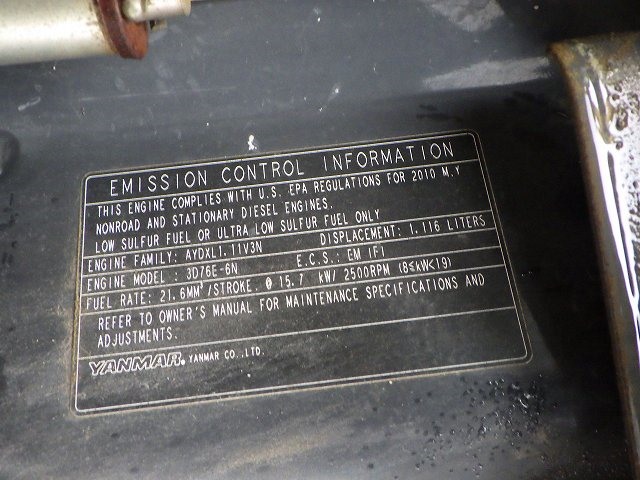 EMISSION CONTROL INFORMATION
THIS ENGINE COMPLIES WITH U.S. EPA REGULATIONS FOR 2010 M.Y
NONROAD AND STATIONARY DIESEL ENGINES.
LOW SULFUR FUEL OR ULTRA LOW SULFUR FUEL ONLY
ENGINE FAMILY: AYDXL1.11V3N DISPLACEMENT: 1.116 LITERS
ENGINE MODEL : 3D76E-6N E.C.S.: EM (F)
FUEL RATE: 21.6MM³/STROKE. @ 15.7 kW/ 2500RPM (8≤kW<19)
REFER TO OWNER'S MANUAL FOR MAINTENANCE SPECIFICATIONS AND
ADJUSTMENTS.
YANMAR. YANMAR CO.,LTD.